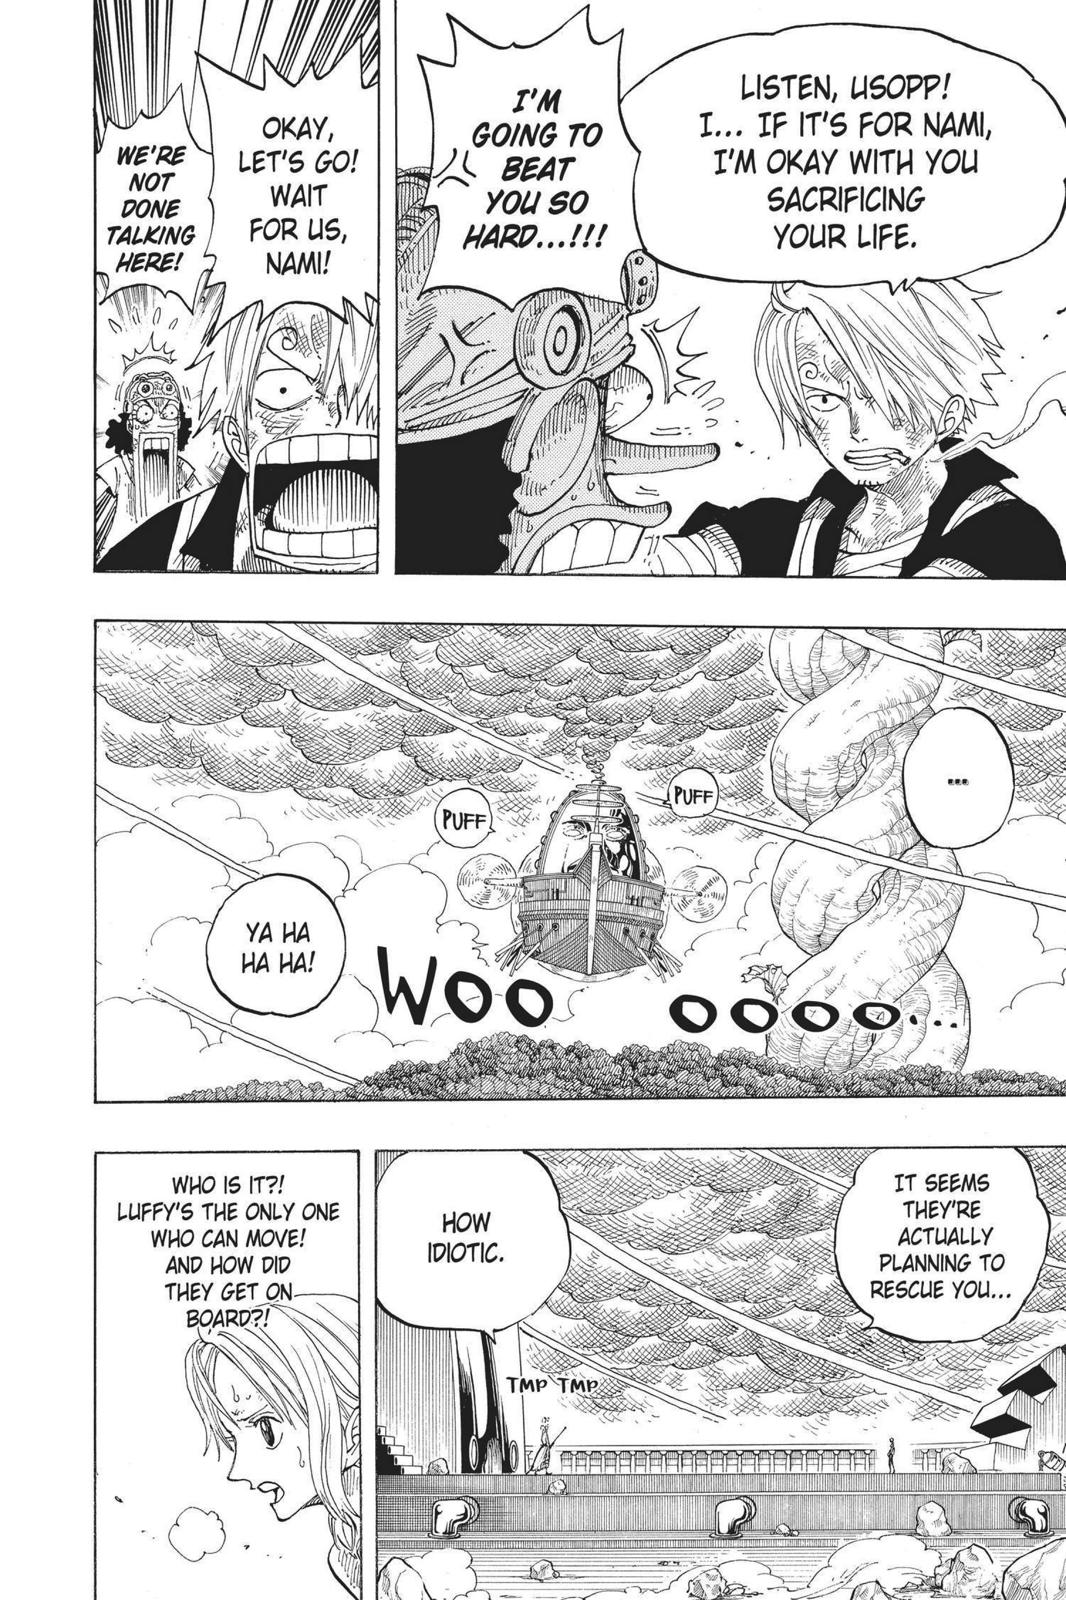 LISTEN, USOPP!
I... IF IT'S FOR NAMI,
I'M OKAY WITH YOU
SACRIFICING
YOUR LIFE.
I'M
GOING TO
BEAT
YOU SO
HARD...!!!
OKAY,
LET'S GO!
WAIT
FOR US,
NAMI!
WE'RE
NOT
DONE
TALKING
HERE!
...
PUFF
PUFF
YA HA
HA HA!
WOO OOOO...
IT SEEMS
THEY'RE
ACTUALLY
PLANNING TO
RESCUE YOU...
HOW
IDIOTIC.
TMP TMP
WHO IS IT?!
LUFFY'S THE ONLY ONE
WHO CAN MOVE!
AND HOW DID
THEY GET ON
BOARD?!